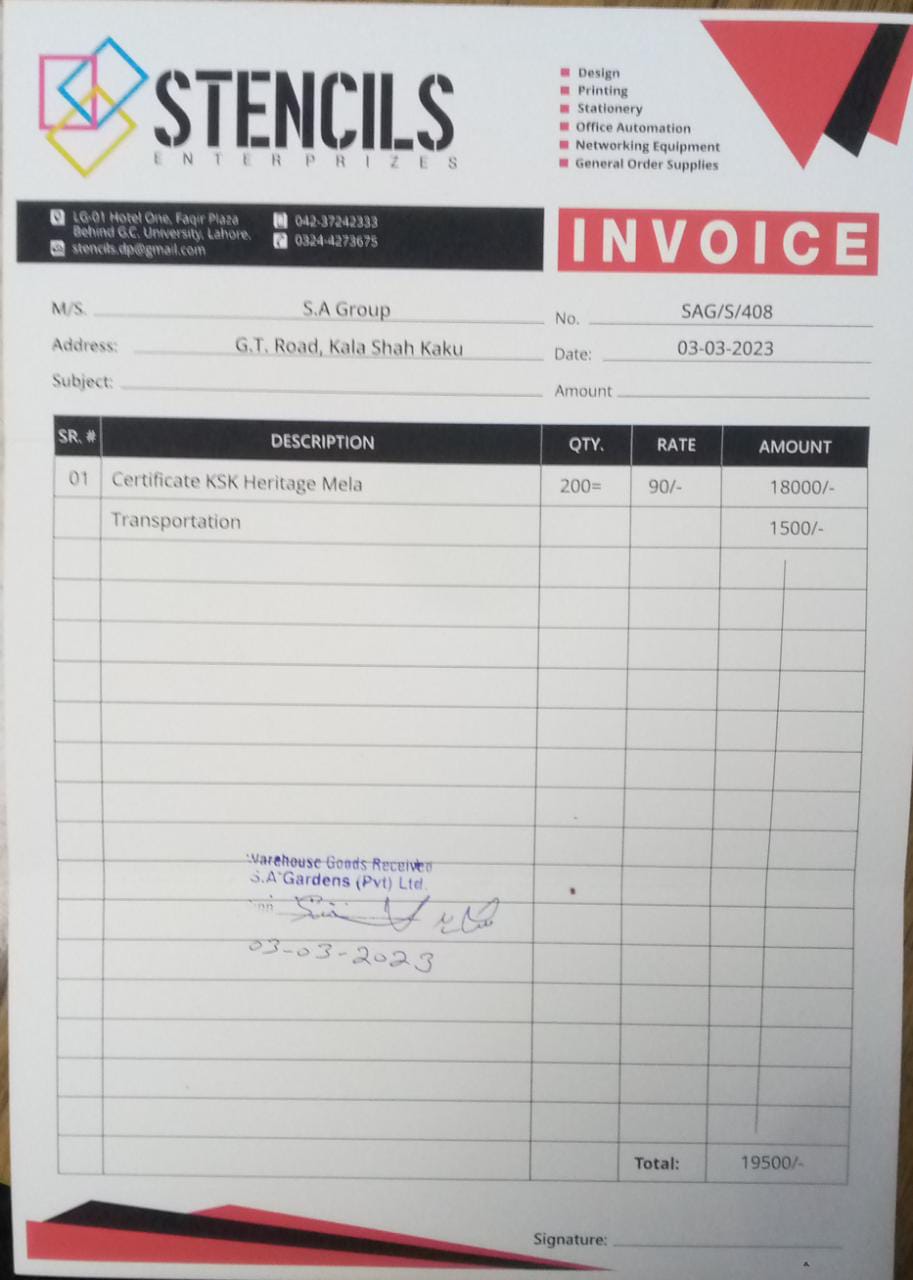 STENCILS
ENTERPRIZES
Design
Printing
Stationery
Office Automation
Networking Equipment
General Order Supplies
LG-01 Hotel One, Faqir Plaza
Behind G.C. University, Lahore.
stencils.dp@gmail.com
042-37242333
0324-4273675
INVOICE
M/S. S.A Group
No. SAG/S/408
Address: G.T. Road, Kala Shah Kaku
Date: 03-03-2023
Subject:
Amount
SR. # DESCRIPTION QTY. RATE AMOUNT
01 Certificate KSK Heritage Mela 200= 90/- 18000/-
Transportation 1500/-
Warehouse Goods Received
S.A Gardens (Pvt) Ltd.
03-03-2023
Total: 19500/-
Signature: